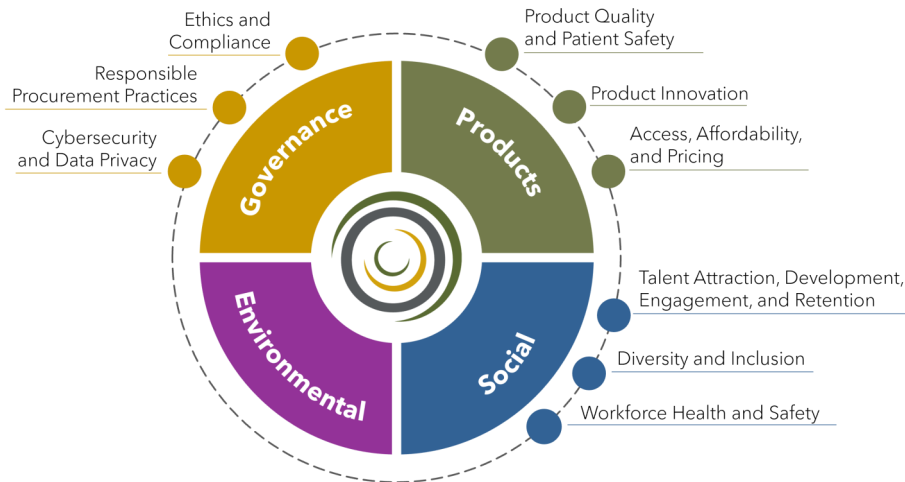 Ethics and
Compliance
Responsible
Procurement Practices
Cybersecurity
and Data Privacy
Product Quality
and Patient Safety
Product Innovation
Access, Affordability,
and Pricing
Governance
Products
Environmental
Social
Talent Attraction, Development,
Engagement, and Retention
Diversity and Inclusion
Workforce Health and Safety